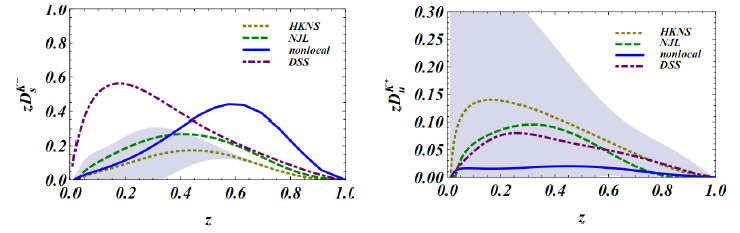 zD_s^{K^-}
1.0
0.8
0.6
0.4
0.2
0.0
HKNS
NJL
nonlocal
DSS
0.0 0.2 0.4 0.6 0.8 1.0
z
zD_u^{K^+}
0.30
0.25
0.20
0.15
0.10
0.05
0.00
HKNS
NJL
nonlocal
DSS
0.0 0.2 0.4 0.6 0.8 1.0
z